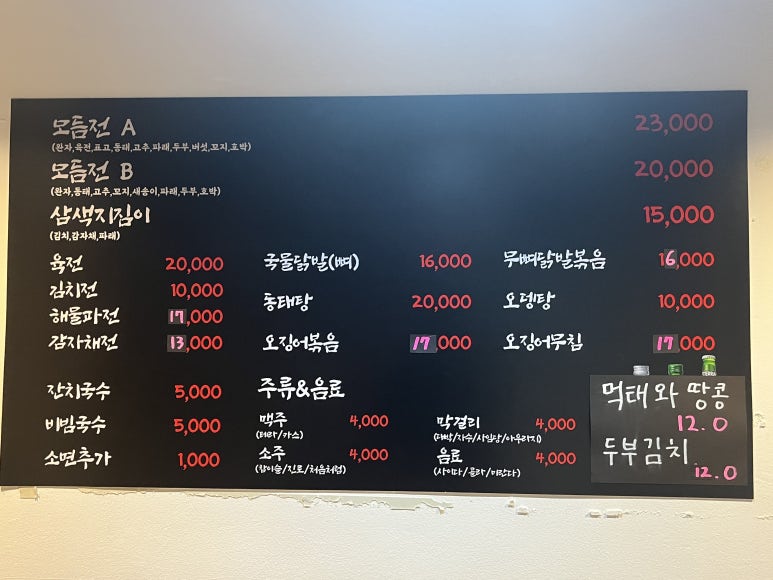 모듬전 A 23,000
(완자,육전,표고,동태,고추,파래,두부,버섯,꼬지,호박)
모듬전 B 20,000
(완자,동태,고추,꼬지,새송이,파래,두부,호박)
삼색지짐이 15,000
(김치,감자채,파래)
육전 20,000
김치전 10,000
해물파전 17,000
감자채전 13,000
국물닭발(뼈) 16,000
동태탕 20,000
오징어볶음 17,000
무뼈닭발볶음 16,000
오뎅탕 10,000
오징어무침 17,000
잔치국수 5,000
비빔국수 5,000
소면추가 1,000
주류&음료
맥주 4,000
(테라/카스)
소주 4,000
(참이슬/진로/처음처럼)
막걸리 4,000
음료 4,000
(사이다/콜라/미란다)
먹태와 땅콩
12.0
두부김치
12.0